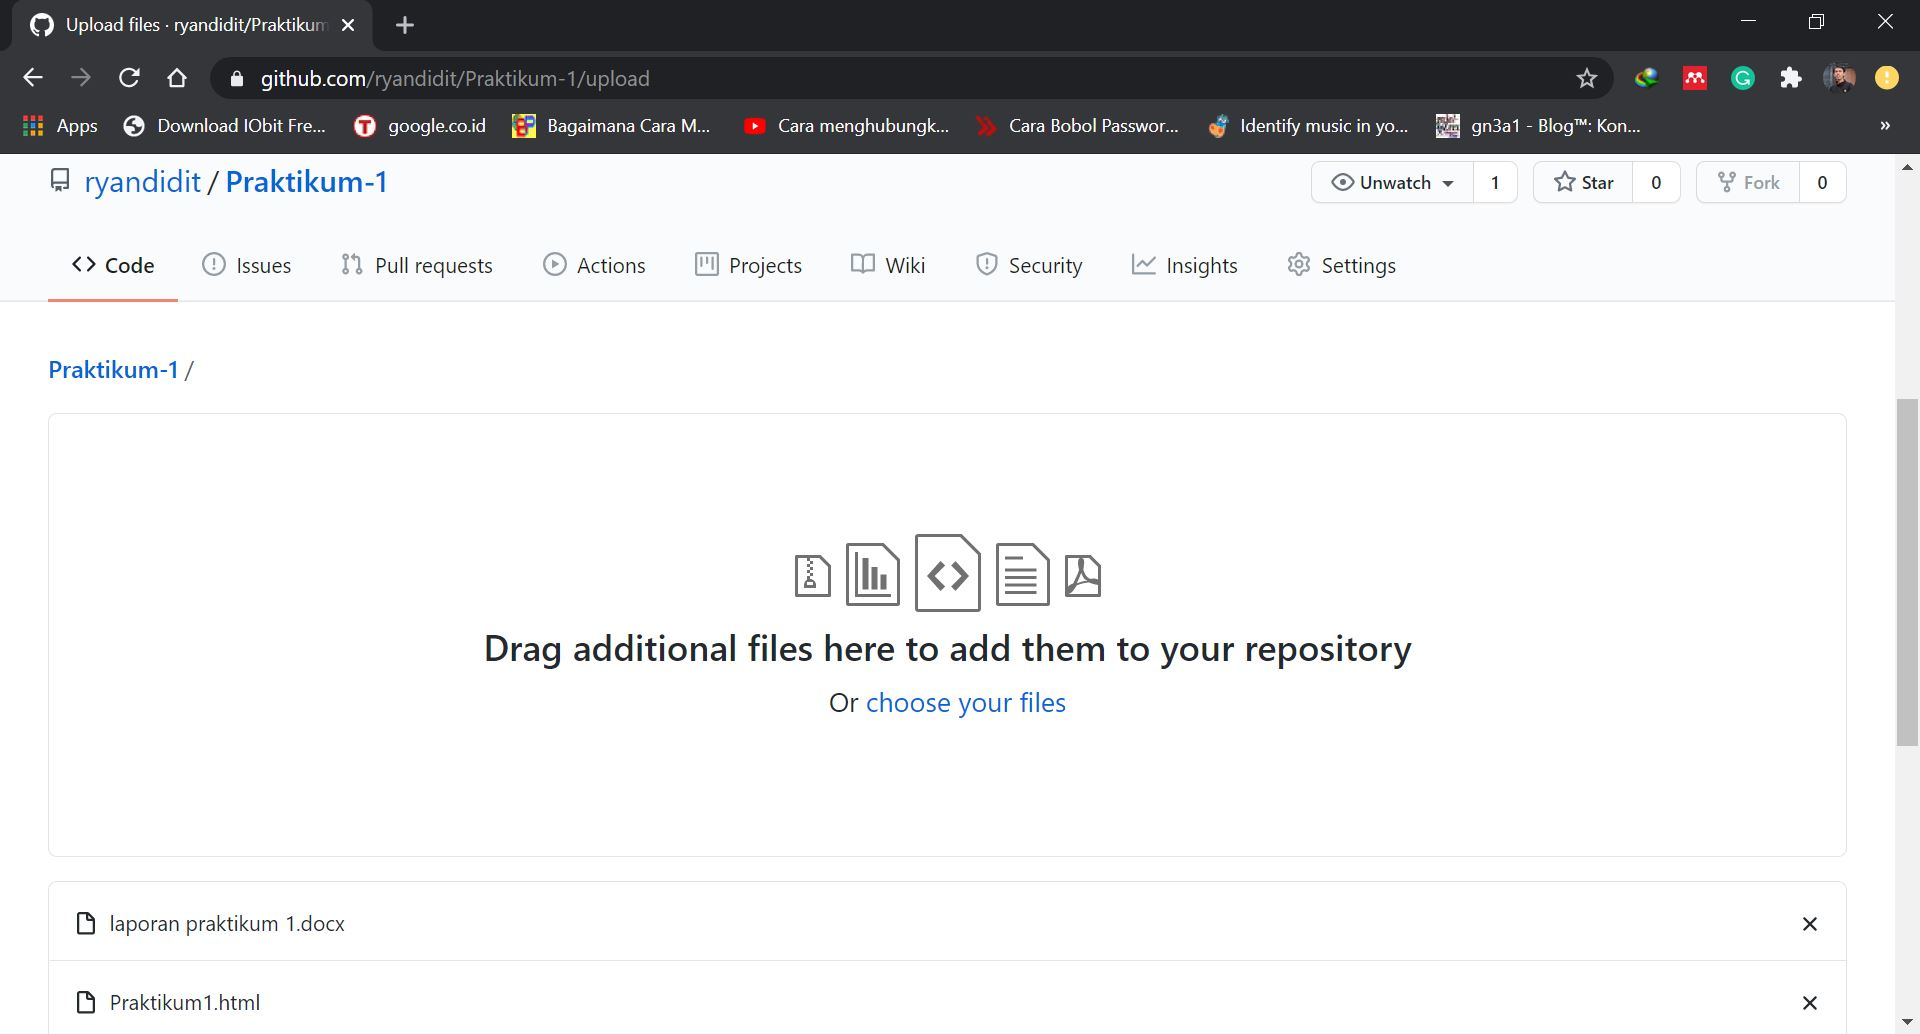 Upload files · ryandidit/Praktikum
github.com/ryandidit/Praktikum-1/upload
Apps Download IObit Fre... google.co.id Bagaimana Cara M... Cara menghubungk... Cara Bobol Passwor... Identify music in yo... gn3a1 - Blog™: Kon... »
ryandidit / Praktikum-1 Unwatch 1 Star 0 Fork 0
Code Issues Pull requests Actions Projects Wiki Security Insights Settings
Praktikum-1 /
Drag additional files here to add them to your repository
Or choose your files
laporan praktikum 1.docx
Praktikum1.html